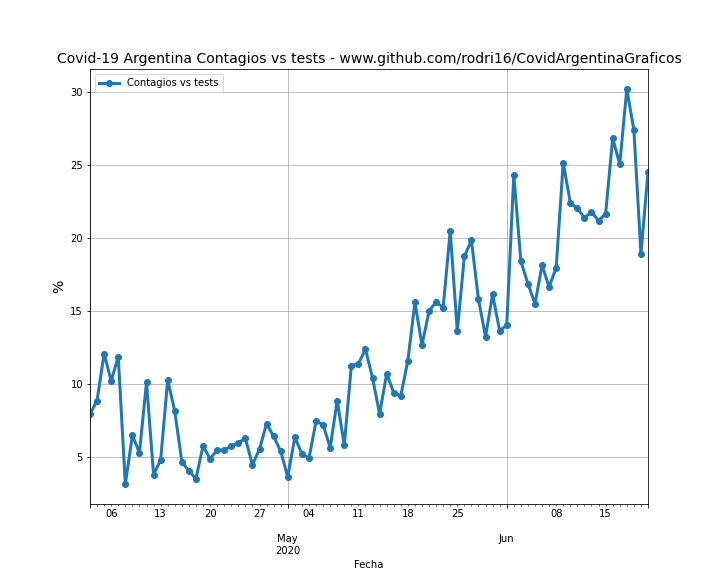 Covid-19 Argentina Contagios vs tests - www.github.com/rodri16/CovidArgentinaGraficos
Contagios vs tests
30
25
20
15
10
5
%
06 13 20 27 04 11 18 25 08 15
May Jun
2020
Fecha